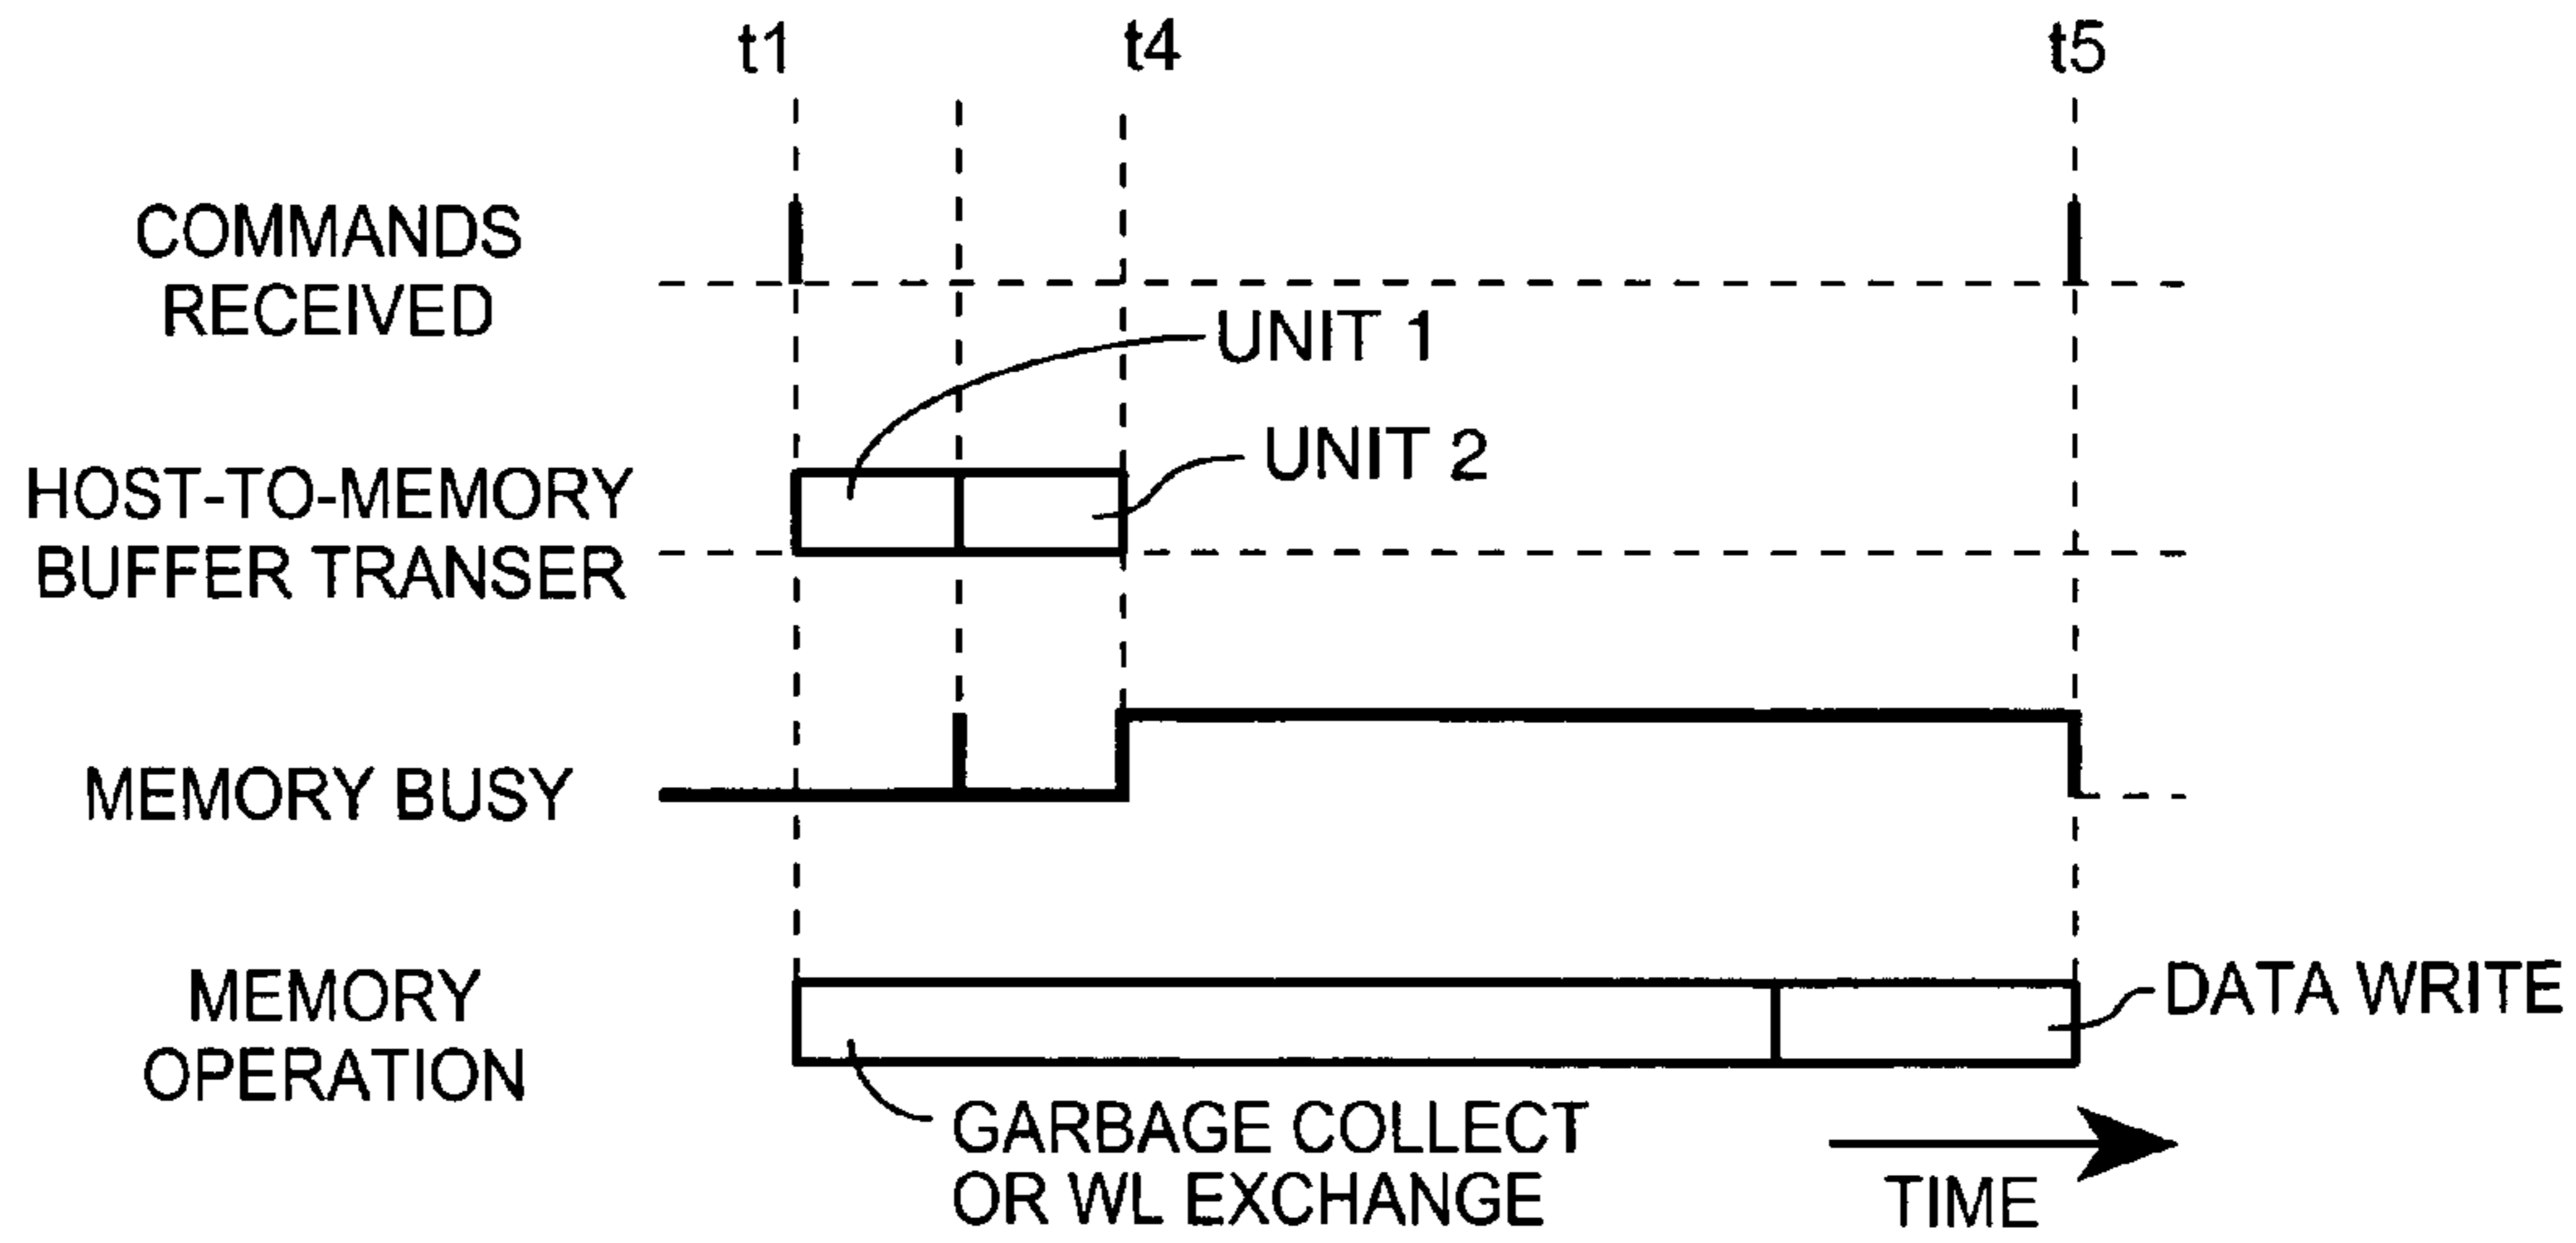 t1
t4
t5
COMMANDS
RECEIVED
UNIT 1
UNIT 2
HOST-TO-MEMORY
BUFFER TRANSER
MEMORY BUSY
MEMORY
OPERATION
DATA WRITE
GARBAGE COLLECT
OR WL EXCHANGE
TIME